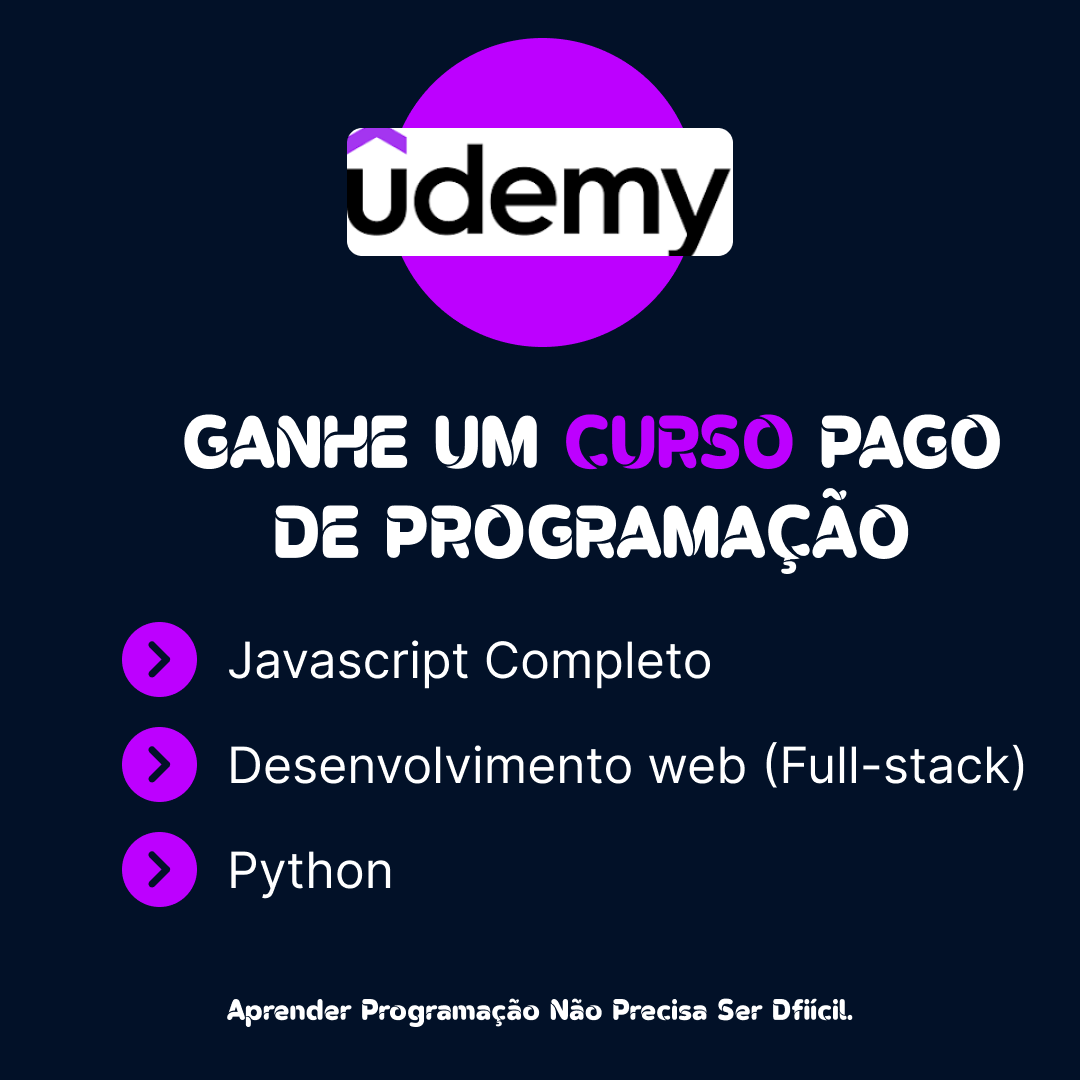 udemy
GANHE UM CURSO PAGO
DE PROGRAMAÇÃO
Javascript Completo
Desenvolvimento web (Full-stack)
Python
Aprender Programação Não Precisa Ser Dfiícil.